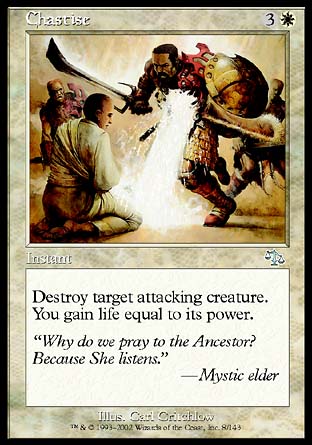 Chastise 3
Instant
Destroy target attacking creature.
You gain life equal to its power.
“Why do we pray to the Ancestor?
Because She listens.”
—Mystic elder
Illus. Carl Critchlow
™ & © 1993–2002 Wizards of the Coast, Inc. 8/143